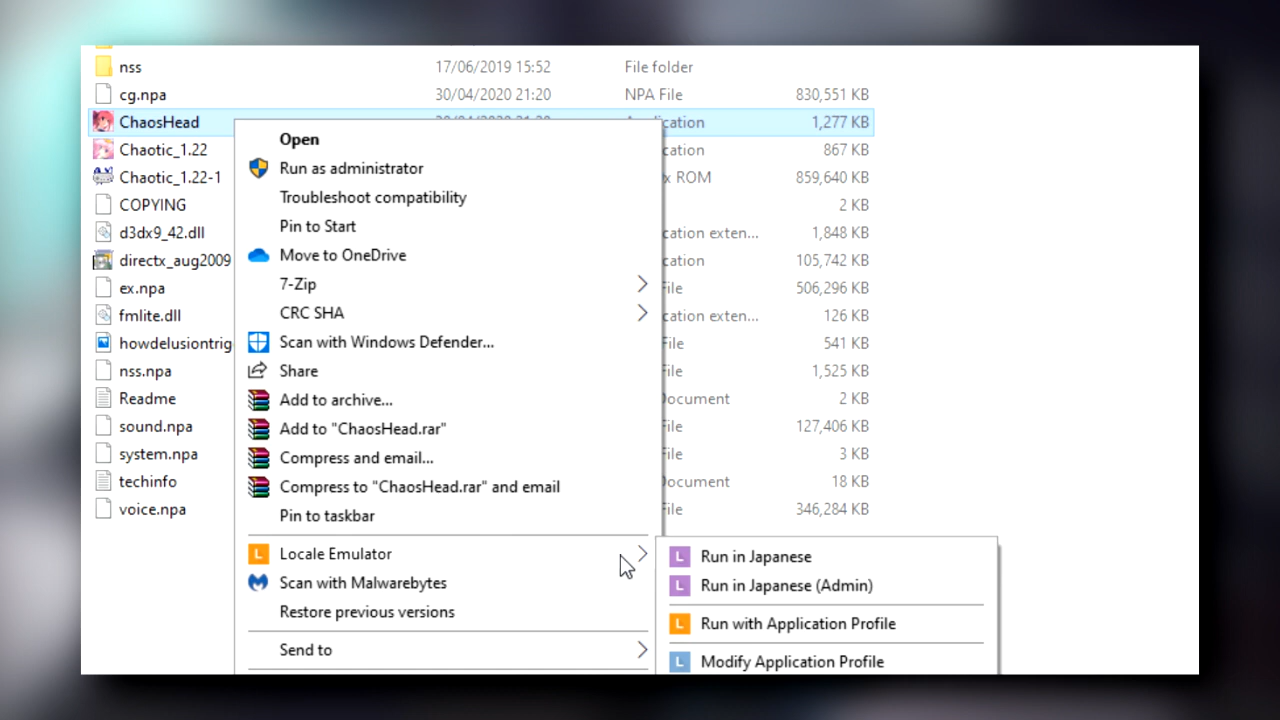 nss 17/06/2019 15:52 File folder
cg.npa 30/04/2020 21:20 NPA File 830,551 KB
ChaosHead ication 1,277 KB
Chaotic_1.22 cation 867 KB
Chaotic_1.22-1 x ROM 859,640 KB
COPYING 2 KB
d3dx9_42.dll cation exten... 1,848 KB
directx_aug2009 cation 105,742 KB
ex.npa File 506,296 KB
fmlite.dll cation exten... 126 KB
howdelusiontrig File 541 KB
nss.npa File 1,525 KB
Readme Document 2 KB
sound.npa File 127,406 KB
system.npa File 3 KB
techinfo Document 18 KB
voice.npa File 346,284 KB
Open
Run as administrator
Troubleshoot compatibility
Pin to Start
Move to OneDrive
7-Zip
CRC SHA
Scan with Windows Defender...
Share
Add to archive...
Add to "ChaosHead.rar"
Compress and email...
Compress to "ChaosHead.rar" and email
Pin to taskbar
Locale Emulator
Scan with Malwarebytes
Restore previous versions
Send to
Run in Japanese
Run in Japanese (Admin)
Run with Application Profile
Modify Application Profile